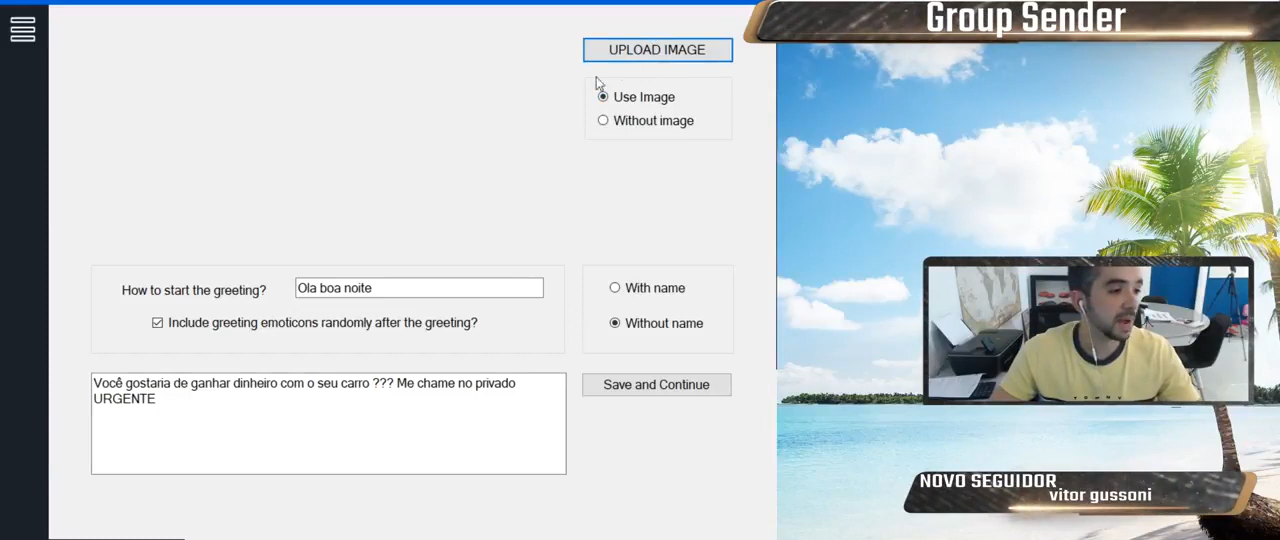 Group Sender
UPLOAD IMAGE
Use Image
Without image
How to start the greeting?
Ola boa noite
With name
Include greeting emoticons randomly after the greeting?
Without name
Você gostaria de ganhar dinheiro com o seu carro ??? Me chame no privado
URGENTE
Save and Continue
NOVO SEGUIDOR
vitor gussoni